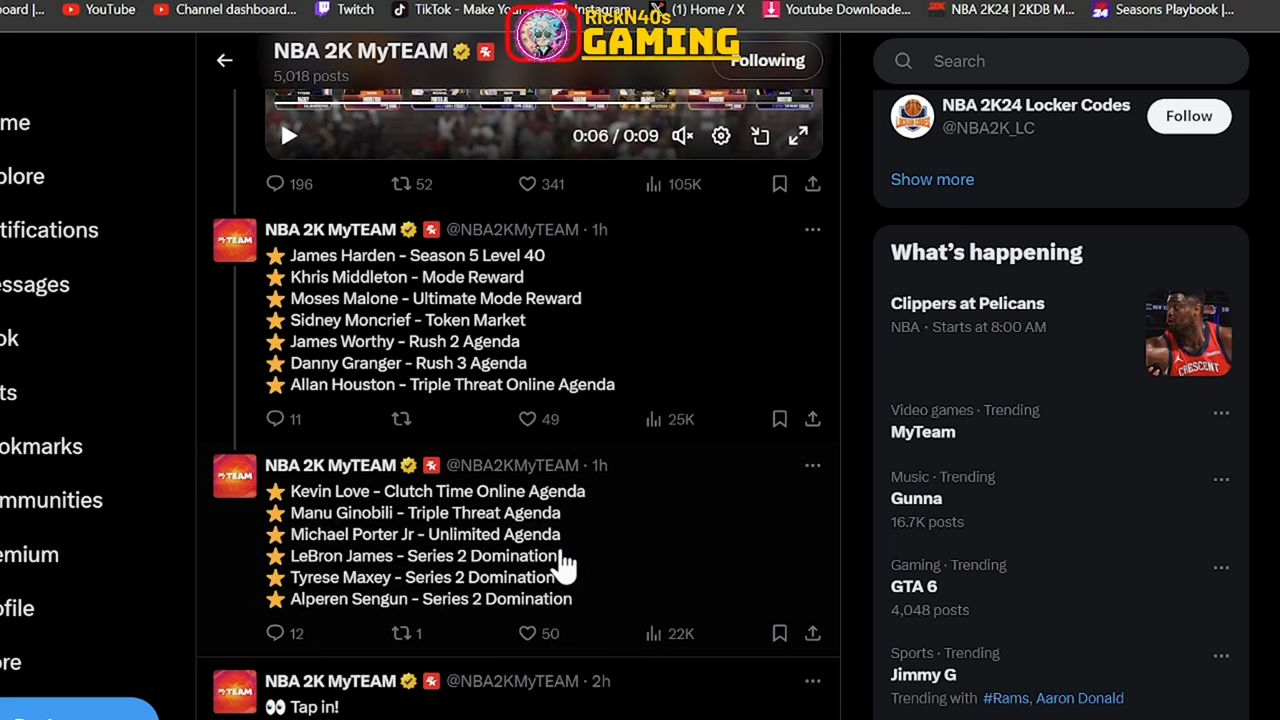 oard |...
YouTube
Channel dashboard...
Twitch
TikTok - Make You
Instagram
(1) Home / X
Youtube Downloade...
NBA 2K24 | 2KDB M...
Seasons Playbook |...
RickN40s
GAMING
NBA 2K MyTEAM
5,018 posts
Following
me
plore
tifications
essages
ok
ts
okmarks
mmunities
emium
ofile
ore
0:06 / 0:09
196
52
341
105K
NBA 2K MyTEAM @NBA2KMyTEAM · 1h
MYTEAM
⭐ James Harden - Season 5 Level 40
⭐ Khris Middleton - Mode Reward
⭐ Moses Malone - Ultimate Mode Reward
⭐ Sidney Moncrief - Token Market
⭐ James Worthy - Rush 2 Agenda
⭐ Danny Granger - Rush 3 Agenda
⭐ Allan Houston - Triple Threat Online Agenda
11
49
25K
NBA 2K MyTEAM @NBA2KMyTEAM · 1h
MYTEAM
⭐ Kevin Love - Clutch Time Online Agenda
⭐ Manu Ginobili - Triple Threat Agenda
⭐ Michael Porter Jr - Unlimited Agenda
⭐ LeBron James - Series 2 Domination
⭐ Tyrese Maxey - Series 2 Domination
⭐ Alperen Sengun - Series 2 Domination
12
1
50
22K
NBA 2K MyTEAM @NBA2KMyTEAM · 2h
MYTEAM
👀 Tap in!
Search
LOCKER CODES
NBA 2K24 Locker Codes
@NBA2K_LC
Follow
Show more
What's happening
Clippers at Pelicans
NBA · Starts at 8:00 AM
CRESCENT
Video games · Trending
MyTeam
Music · Trending
Gunna
16.7K posts
Gaming · Trending
GTA 6
4,048 posts
Sports · Trending
Jimmy G
Trending with #Rams, Aaron Donald